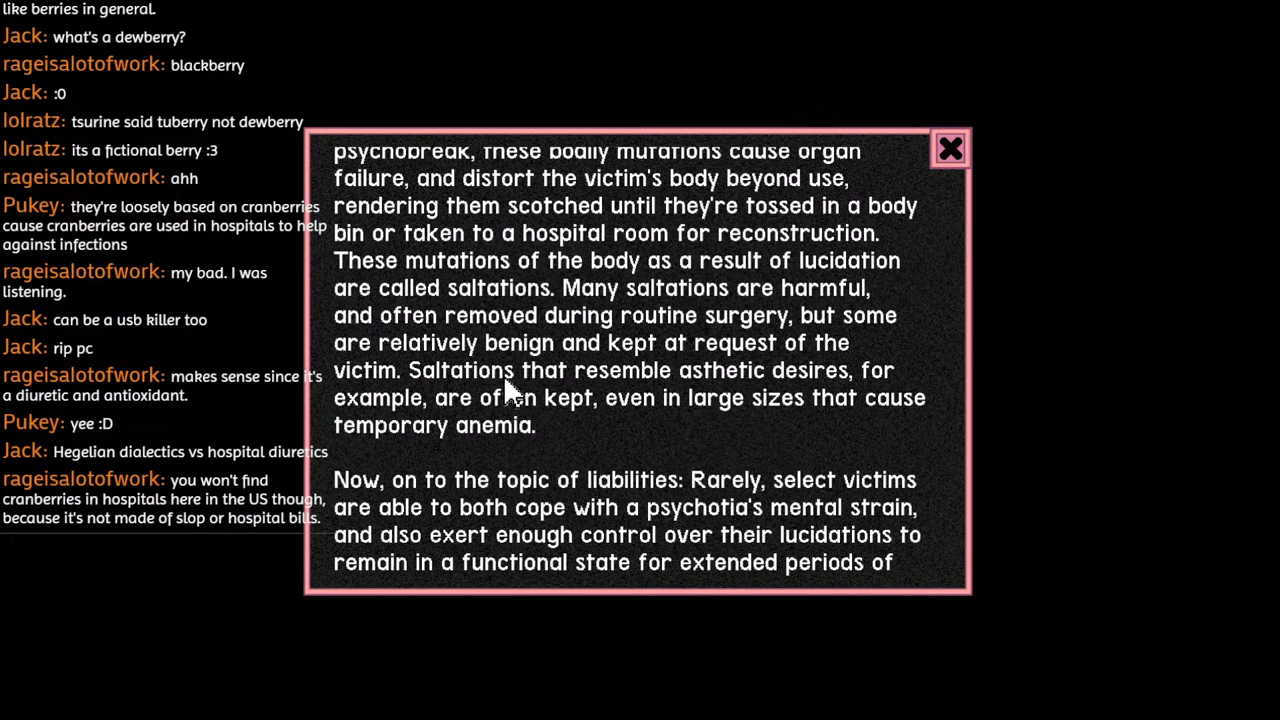 like berries in general.
Jack: what's a dewberry?
rageisalotofwork: blackberry
Jack: :0
lolratz: tsurine said tuberry not dewberry
lolratz: its a fictional berry :3
rageisalotofwork: ahh
Pukey: they're loosely based on cranberries
cause cranberries are used in hospitals to help
against infections
rageisalotofwork: my bad. I was
listening.
Jack: can be a usb killer too
Jack: rip pc
rageisalotofwork: makes sense since it's
a diuretic and antioxidant.
Pukey: yee :D
Jack: Hegelian dialectics vs hospital diuretics
rageisalotofwork: you won't find
cranberries in hospitals here in the US though,
because it's not made of slop or hospital bills.
psychobreak, these bodily mutations cause organ
failure, and distort the victim's body beyond use,
rendering them scotched until they're tossed in a body
bin or taken to a hospital room for reconstruction.
These mutations of the body as a result of lucidation
are called saltations. Many saltations are harmful,
and often removed during routine surgery, but some
are relatively benign and kept at request of the
victim. Saltations that resemble asthetic desires, for
example, are often kept, even in large sizes that cause
temporary anemia.
Now, on to the topic of liabilities: Rarely, select victims
are able to both cope with a psychotia's mental strain,
and also exert enough control over their lucidations to
remain in a functional state for extended periods of